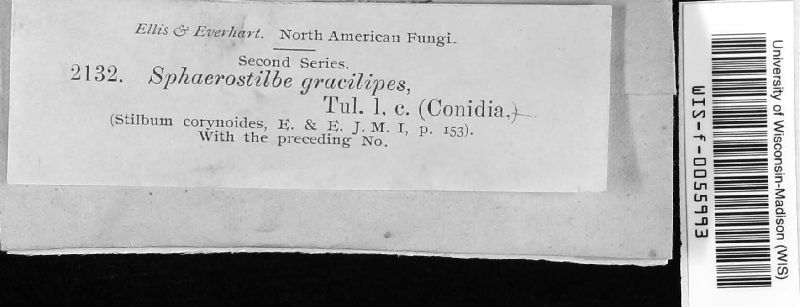 Ellis & Everhart. North American Fungi.
Second Series.
2132. Sphaerostilbe gracilipes,
Tul. l. c. (Conidia.)
(Stilbum corynoides, E. & E. J. M. I, p. 153).
With the preceding No.
University of Wisconsin-Madison (WIS)
WIS-f-0055993